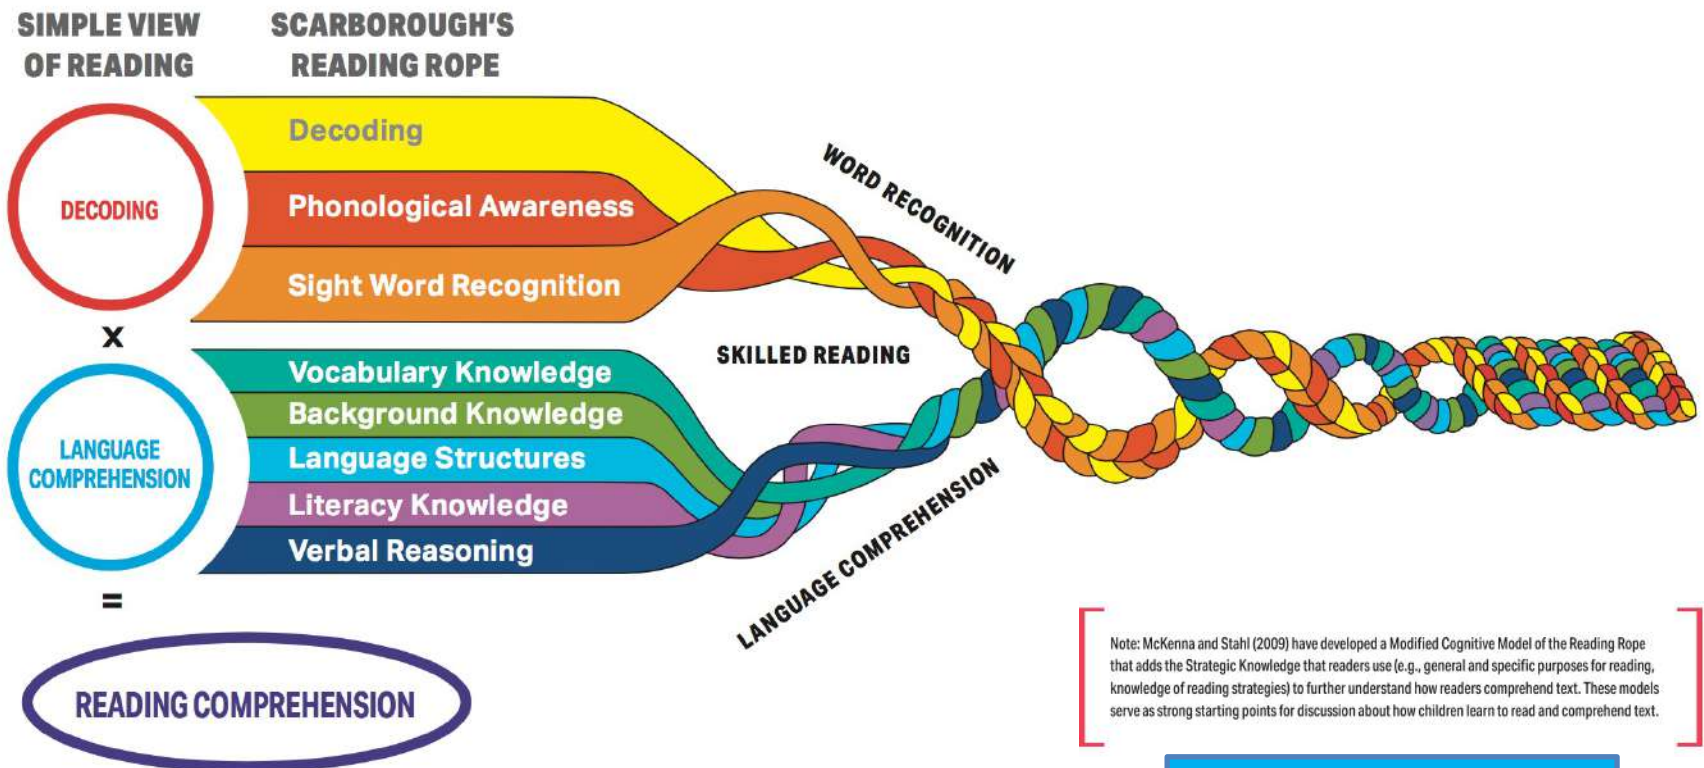 SIMPLE VIEW
OF READING
SCARBOROUGH'S
READING ROPE
DECODING
X
LANGUAGE
COMPREHENSION
=
READING COMPREHENSION
Decoding
Phonological Awareness
Sight Word Recognition
Vocabulary Knowledge
Background Knowledge
Language Structures
Literacy Knowledge
Verbal Reasoning
WORD RECOGNITION
SKILLED READING
LANGUAGE COMPREHENSION
Note: McKenna and Stahl (2009) have developed a Modified Cognitive Model of the Reading Rope
that adds the Strategic Knowledge that readers use (e.g., general and specific purposes for reading,
knowledge of reading strategies) to further understand how readers comprehend text. These models
serve as strong starting points for discussion about how children learn to read and comprehend text.